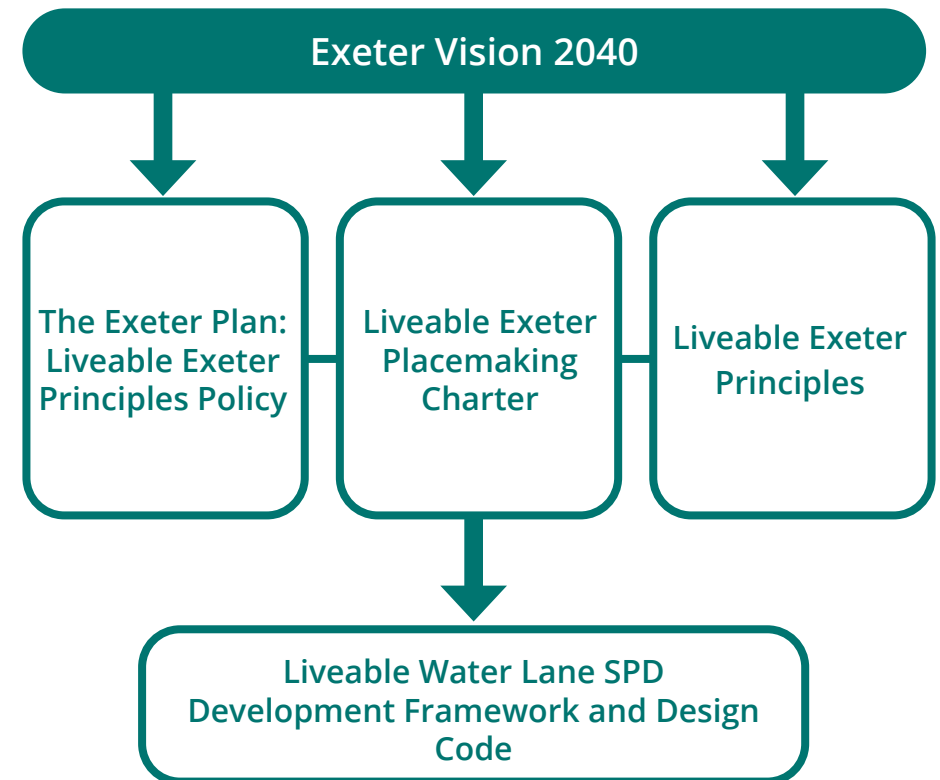 Exeter Vision 2040
The Exeter Plan:
Liveable Exeter
Principles Policy
Liveable Exeter
Placemaking
Charter
Liveable Exeter
Principles
Liveable Water Lane SPD
Development Framework and Design
Code